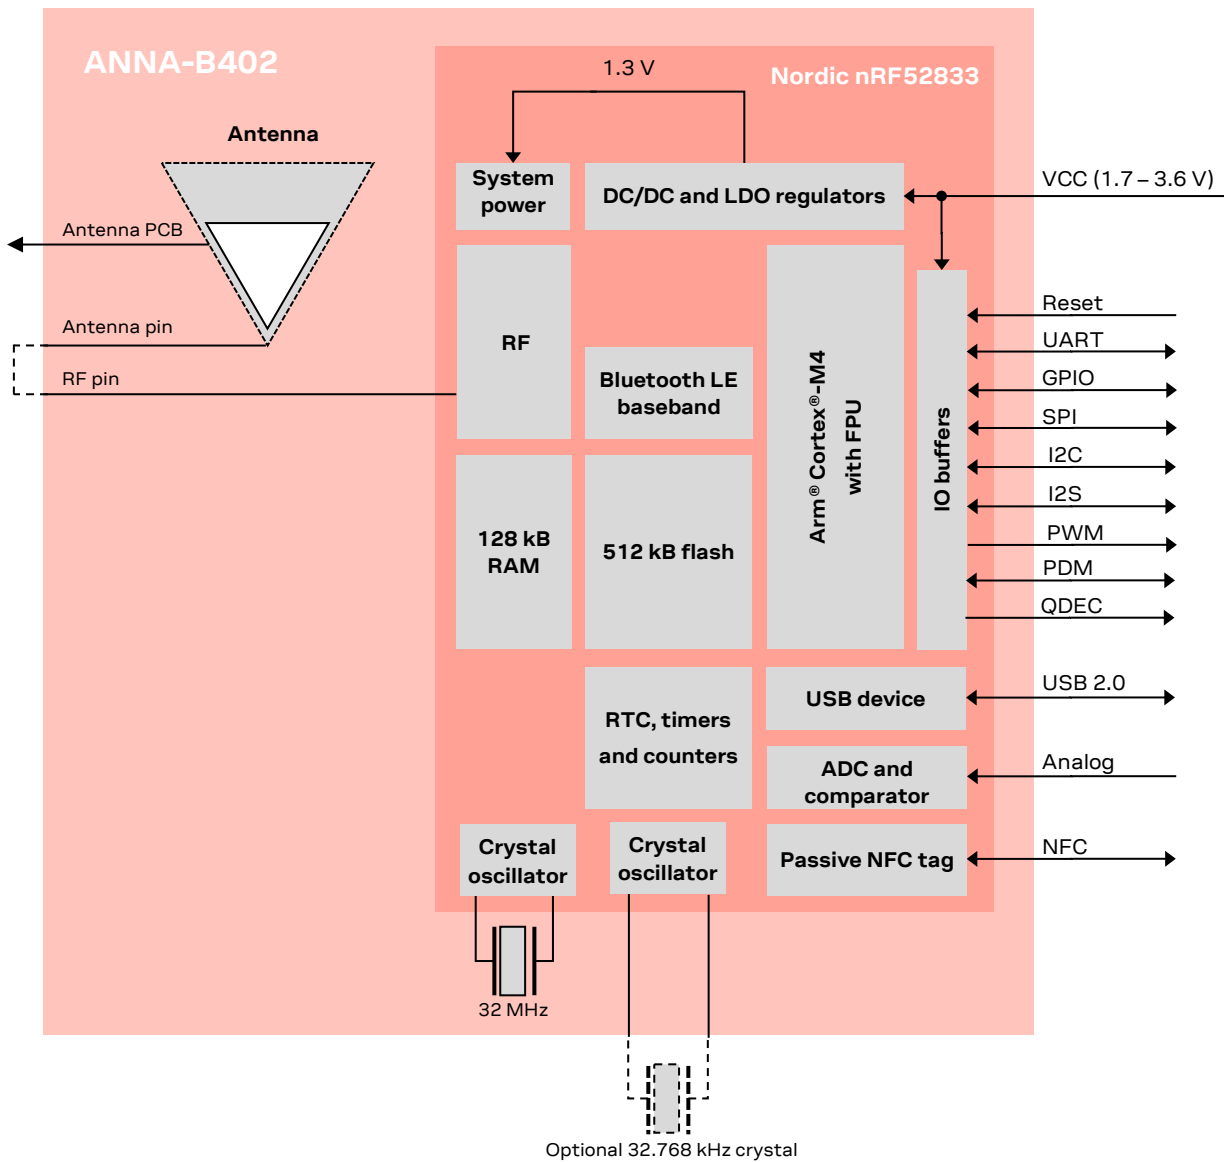 ANNA-B402
Nordic nRF52833
1.3 V
Antenna
System
power
DC/DC and LDO regulators
VCC (1.7 – 3.6 V)
Antenna PCB
Antenna pin
RF pin
RF
Bluetooth LE
baseband
Arm® Cortex®-M4
with FPU
IO buffers
Reset
UART
GPIO
SPI
I2C
I2S
PWM
PDM
QDEC
128 kB
RAM
512 kB flash
RTC, timers
and counters
USB device
USB 2.0
ADC and
comparator
Analog
Crystal
oscillator
Crystal
oscillator
Passive NFC tag
NFC
32 MHz
Optional 32.768 kHz crystal